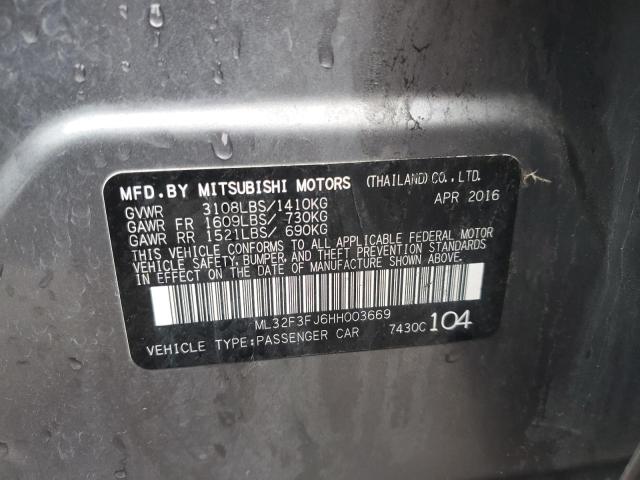 MFD.BY MITSUBISHI MOTORS (THAILAND) CO.,LTD.
APR 2016
GVWR 3108LBS/1410KG
GAWR FR 1609LBS/ 730KG
GAWR RR 1521LBS/ 690KG
THIS VEHICLE CONFORMS TO ALL APPLICABLE FEDERAL MOTOR
VEHICLE SAFETY, BUMPER, AND THEFT PREVENTION STANDARDS
IN EFFECT ON THE DATE OF MANUFACTURE SHOWN ABOVE.
ML32F3FJ6HH003669
VEHICLE TYPE:PASSENGER CAR 7430C 104